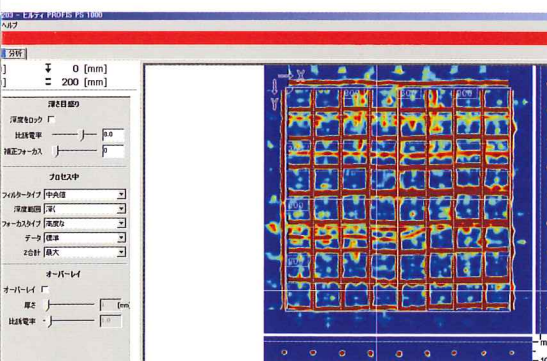 203 - ヒルティ PROFIS PS 1000
ヘルプ
分析
] 0 [mm]
] 200 [mm]
深さ目盛り
深度をロック
比誘電率
補正フォーカス 0
プロセス中
フィルタータイプ 中央値
深度範囲 深く
フォーカスタイプ 高度な
データ 標準
Z合計 最大
オーバーレイ
オーバーレイ
厚さ [mm
比誘電率
X
Y